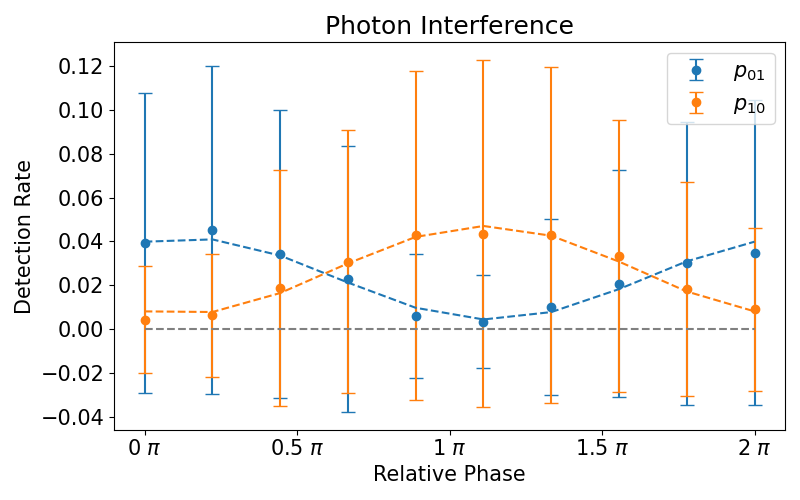 Photon Interference
Detection Rate
0.12
0.10
0.08
0.06
0.04
0.02
0.00
−0.02
−0.04
p01
p10
0 π
0.5 π
1 π
1.5 π
2 π
Relative Phase